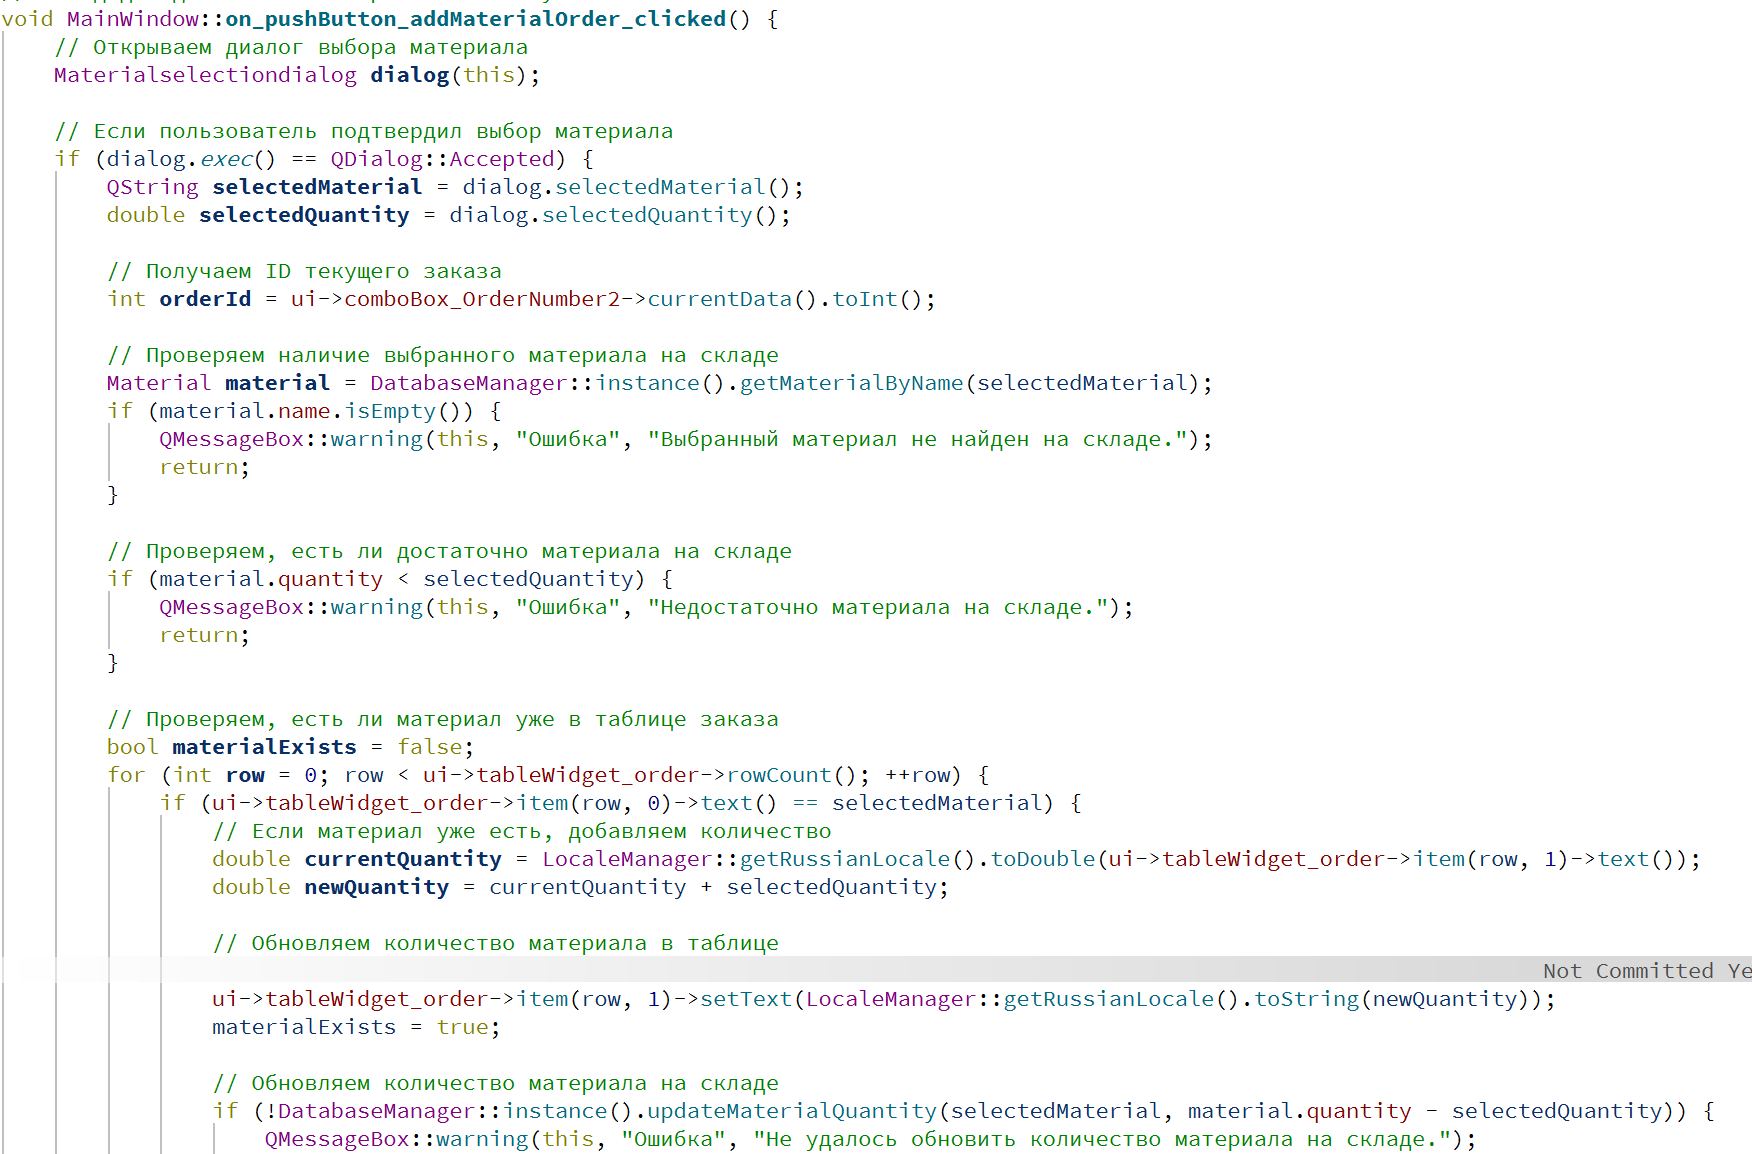 void MainWindow::on_pushButton_addMaterialOrder_clicked() {
// Открываем диалог выбора материала
Materialselectiondialog dialog(this);
// Если пользователь подтвердил выбор материала
if (dialog.exec() == QDialog::Accepted) {
QString selectedMaterial = dialog.selectedMaterial();
double selectedQuantity = dialog.selectedQuantity();
// Получаем ID текущего заказа
int orderId = ui->comboBox_OrderNumber2->currentData().toInt();
// Проверяем наличие выбранного материала на складе
Material material = DatabaseManager::instance().getMaterialByName(selectedMaterial);
if (material.name.isEmpty()) {
QMessageBox::warning(this, "Ошибка", "Выбранный материал не найден на складе.");
return;
}
// Проверяем, есть ли достаточно материала на складе
if (material.quantity < selectedQuantity) {
QMessageBox::warning(this, "Ошибка", "Недостаточно материала на складе.");
return;
}
// Проверяем, есть ли материал уже в таблице заказа
bool materialExists = false;
for (int row = 0; row < ui->tableWidget_order->rowCount(); ++row) {
if (ui->tableWidget_order->item(row, 0)->text() == selectedMaterial) {
// Если материал уже есть, добавляем количество
double currentQuantity = LocaleManager::getRussianLocale().toDouble(ui->tableWidget_order->item(row, 1)->text());
double newQuantity = currentQuantity + selectedQuantity;
// Обновляем количество материала в таблице
Not Committed Ye
ui->tableWidget_order->item(row, 1)->setText(LocaleManager::getRussianLocale().toString(newQuantity));
materialExists = true;
// Обновляем количество материала на складе
if (!DatabaseManager::instance().updateMaterialQuantity(selectedMaterial, material.quantity - selectedQuantity)) {
QMessageBox::warning(this, "Ошибка", "Не удалось обновить количество материала на складе.");